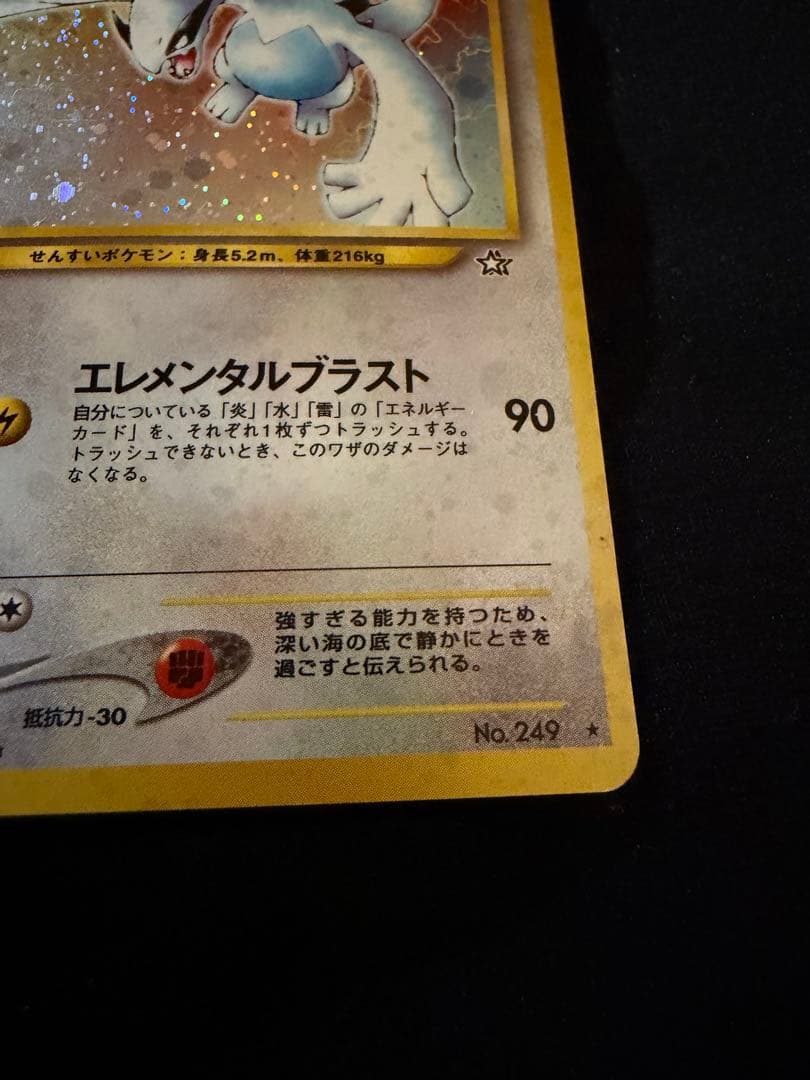 せんすいポケモン：身長5.2m、体重216kg
エレメンタルブラスト
自分についている「炎」「水」「雷」の「エネルギー
カード」を、それぞれ1枚ずつトラッシュする。
トラッシュできないとき、このワザのダメージは
なくなる。
90
強すぎる能力を持つため、
深い海の底で静かにときを
過ごすと伝えられる。
抵抗力 -30
No. 249 ★